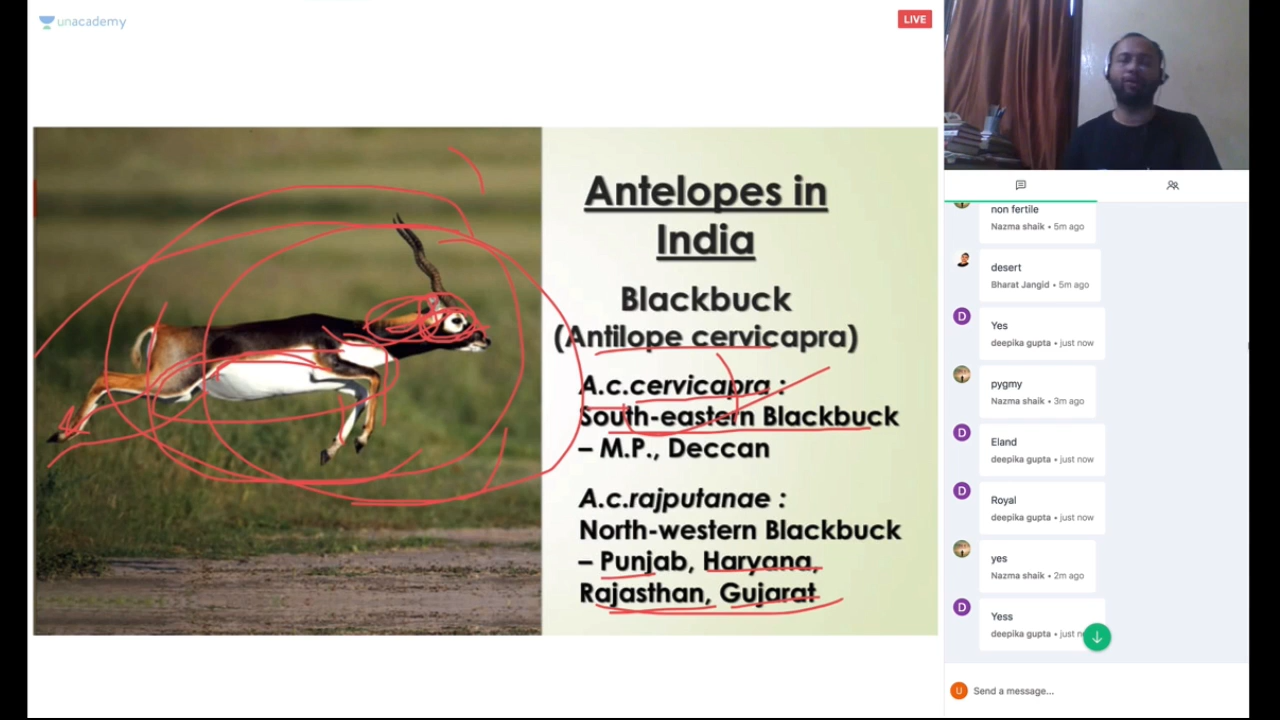 unacademy
LIVE
Antelopes in
India
Blackbuck
(Antilope cervicapra)
A.c.cervicapra :
South-eastern Blackbuck
– M.P., Deccan
A.c.rajputanae :
North-western Blackbuck
– Punjab, Haryana,
Rajasthan, Gujarat
non fertile
Nazma shaik • 5m ago
desert
Bharat Jangid • 5m ago
D
Yes
deepika gupta • just now
pygmy
Nazma shaik • 3m ago
D
Eland
deepika gupta • just now
D
Royal
deepika gupta • just now
yes
Nazma shaik • 2m ago
D
Yess
deepika gupta • just
U
Send a message...